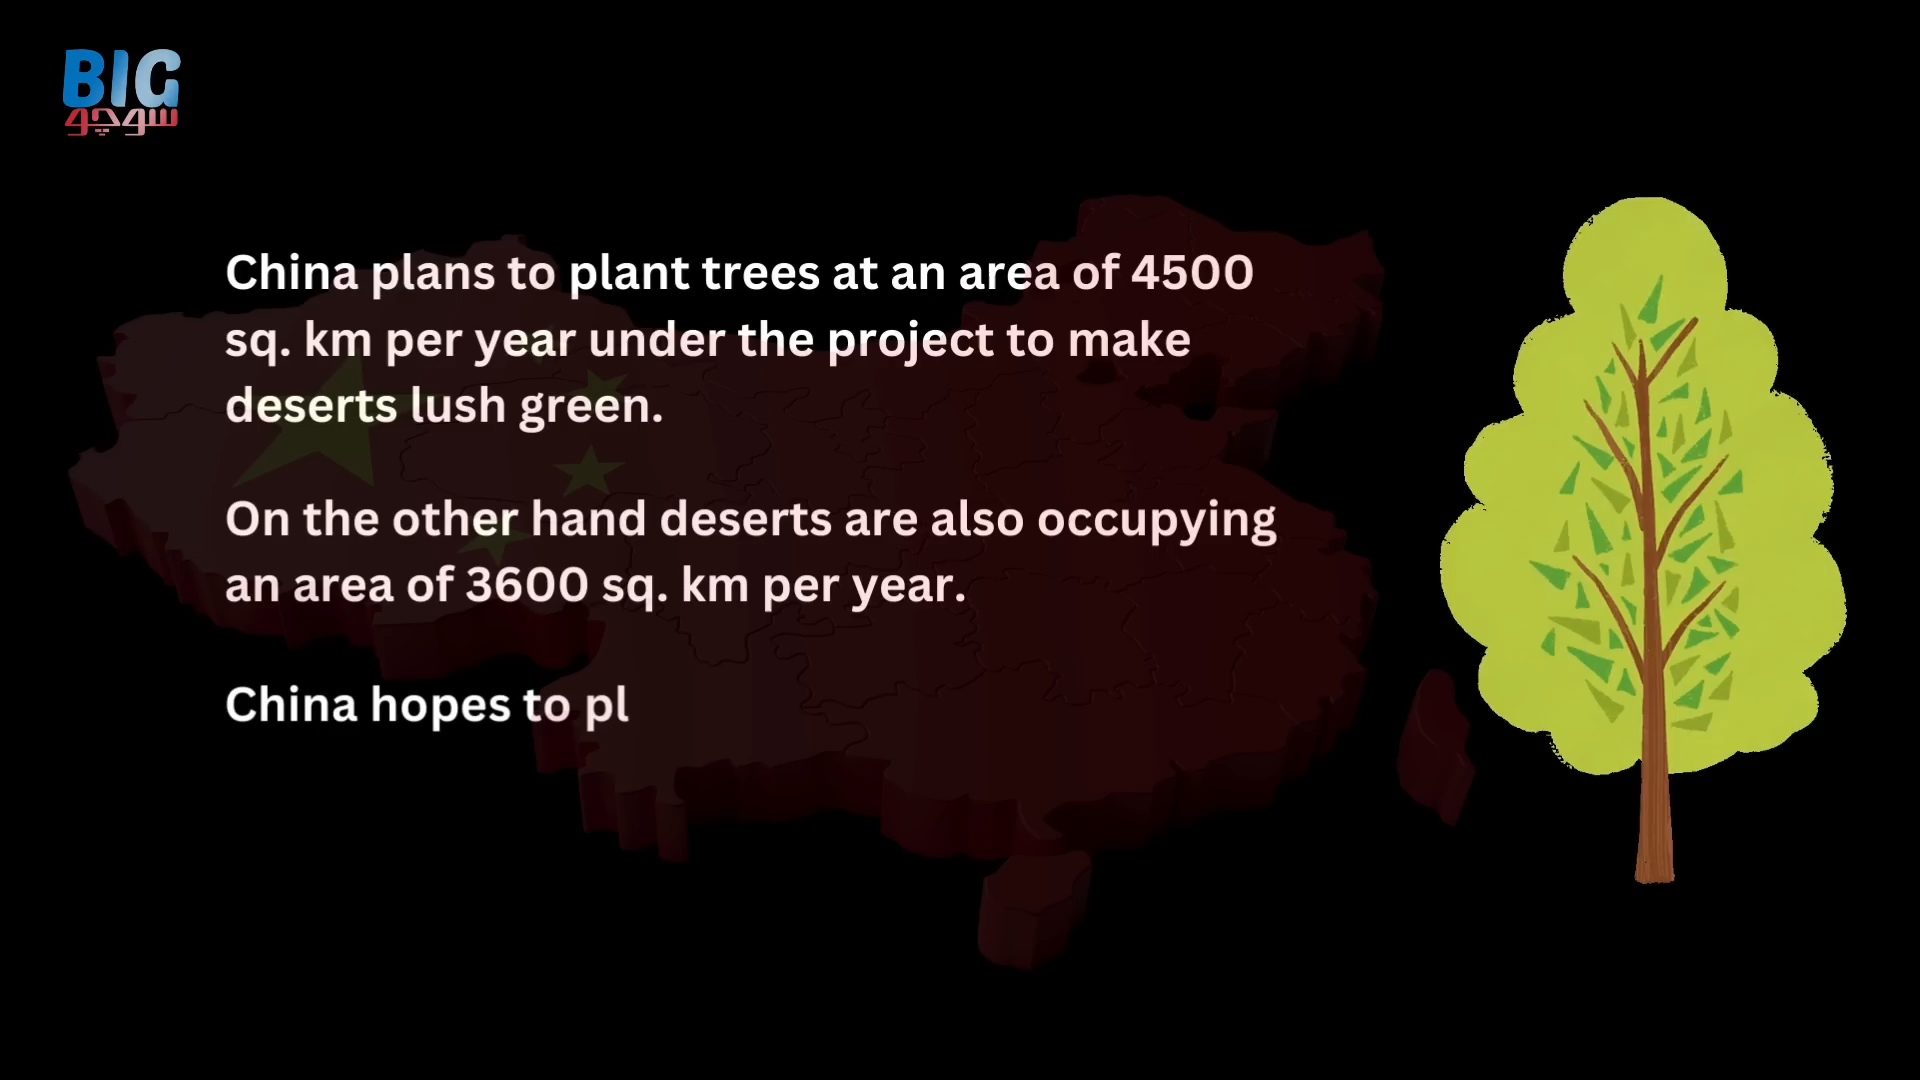 BIG
سوچو
China plans to plant trees at an area of 4500
sq. km per year under the project to make
deserts lush green.
On the other hand deserts are also occupying
an area of 3600 sq. km per year.
China hopes to pl